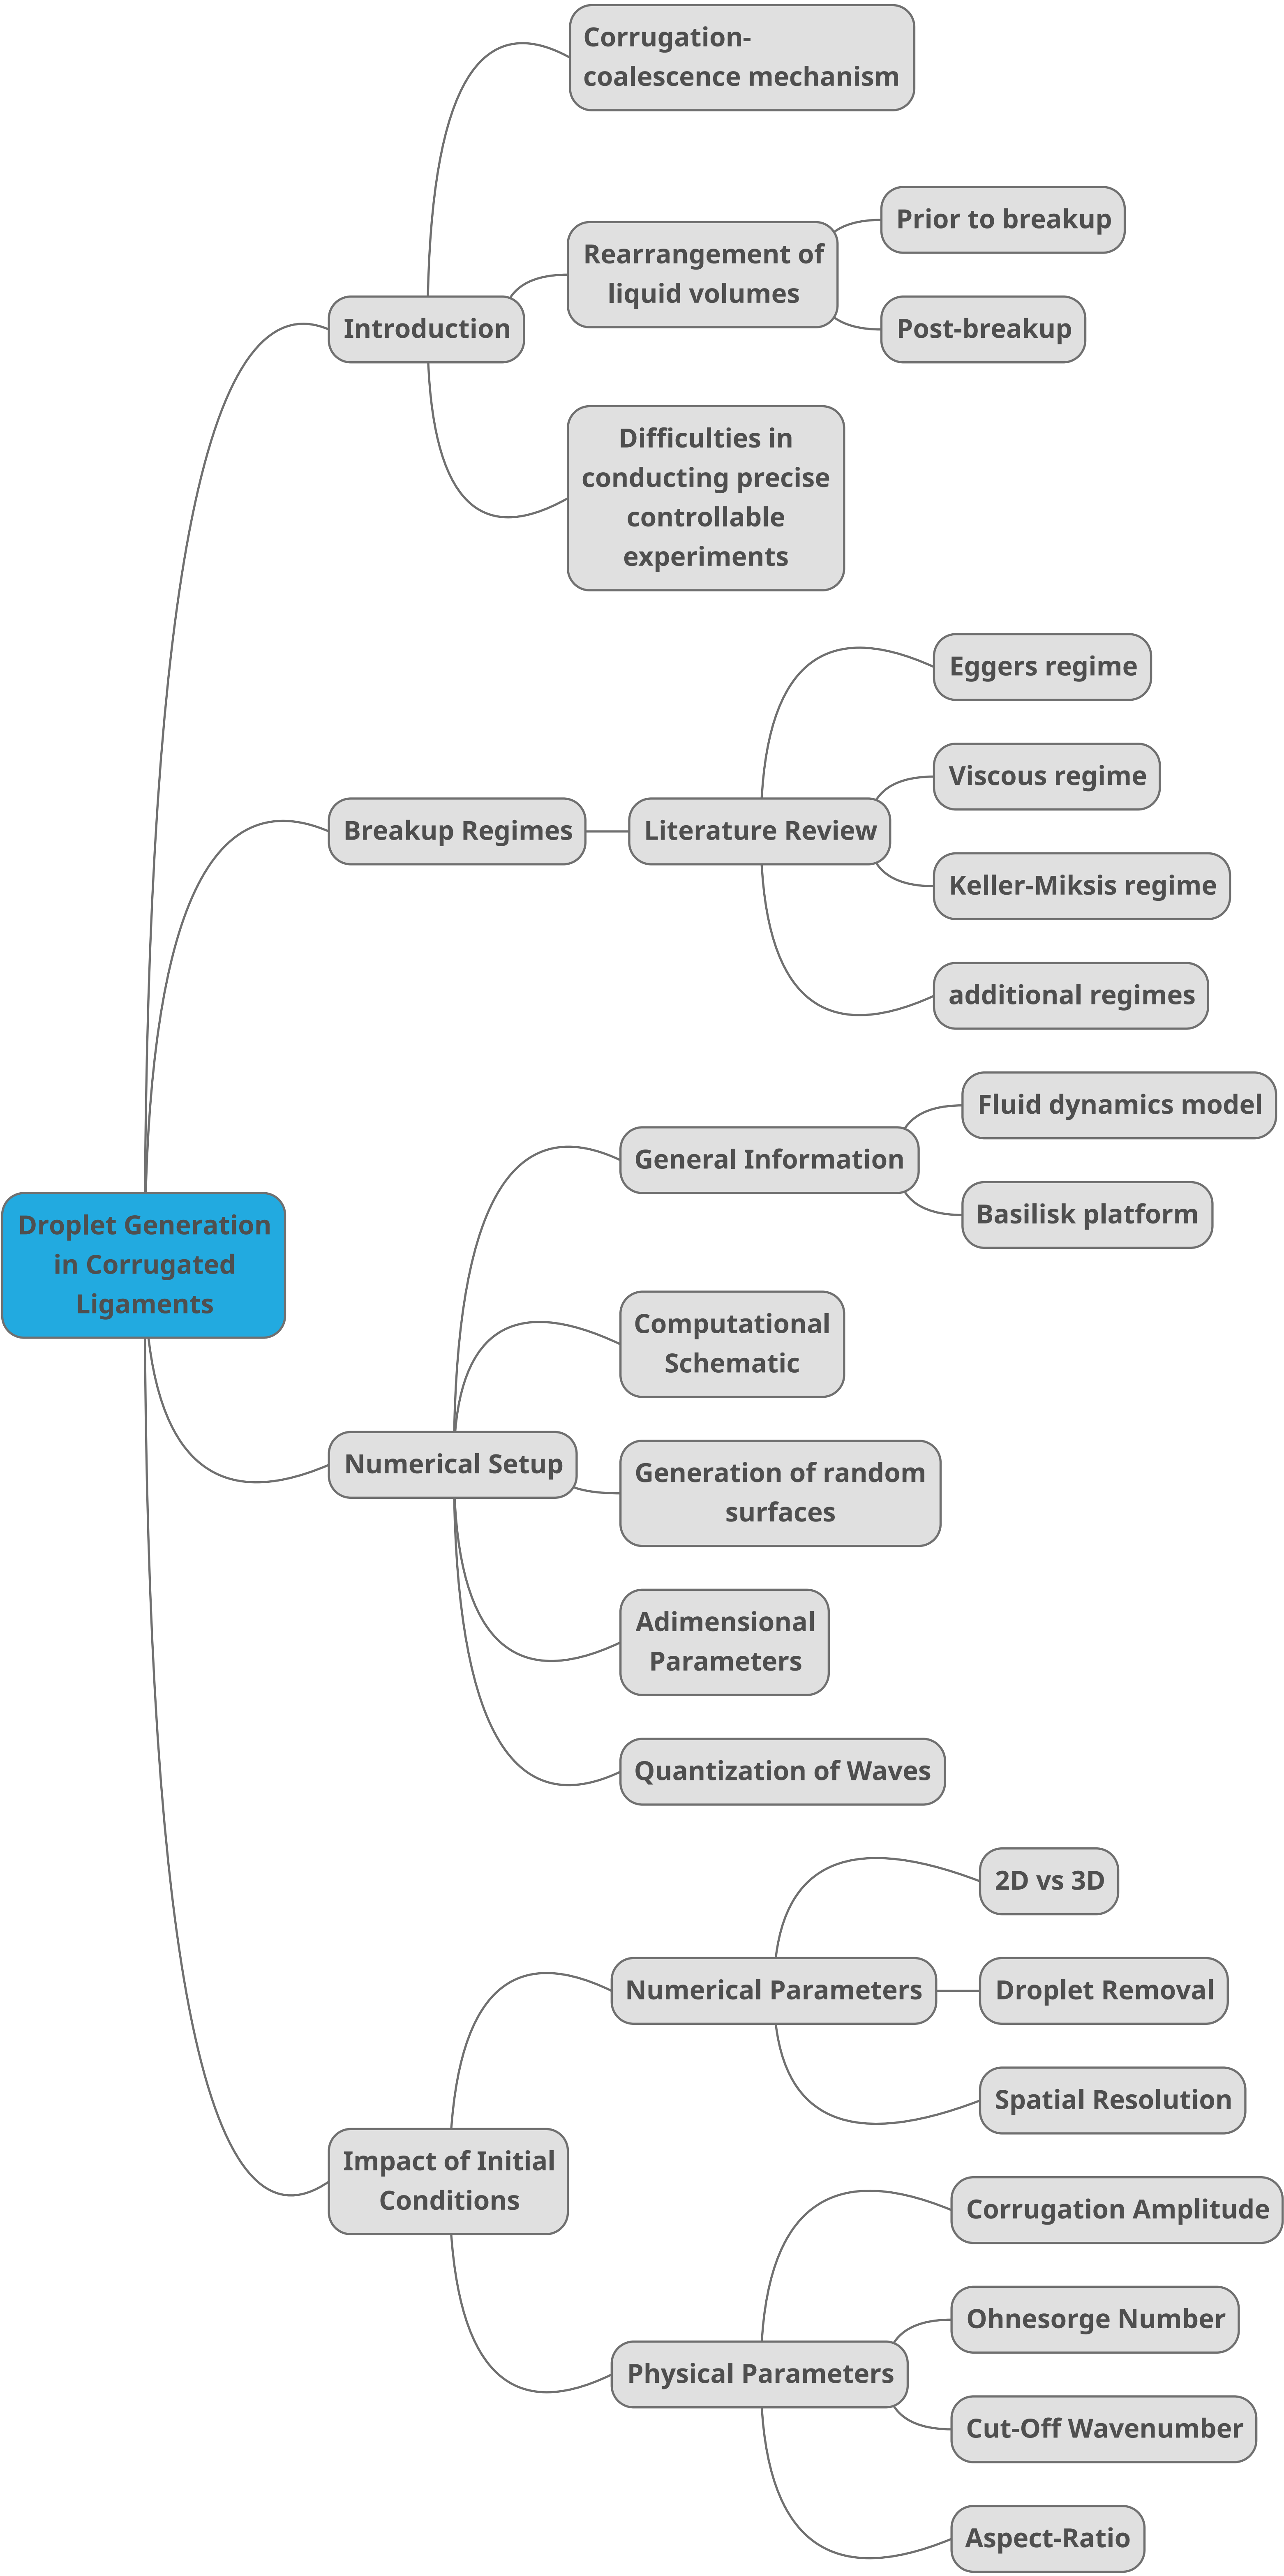 Corrugation-
coalescence mechanism
Prior to breakup
Rearrangement of
liquid volumes
Post-breakup
Introduction
Difficulties in
conducting precise
controllable
experiments
Eggers regime
Viscous regime
Breakup Regimes
Literature Review
Keller-Miksis regime
additional regimes
Fluid dynamics model
General Information
Basilisk platform
Droplet Generation
in Corrugated
Ligaments
Computational
Schematic
Numerical Setup
Generation of random
surfaces
Adimensional
Parameters
Quantization of Waves
2D vs 3D
Numerical Parameters
Droplet Removal
Spatial Resolution
Impact of Initial
Conditions
Corrugation Amplitude
Ohnesorge Number
Physical Parameters
Cut-Off Wavenumber
Aspect-Ratio